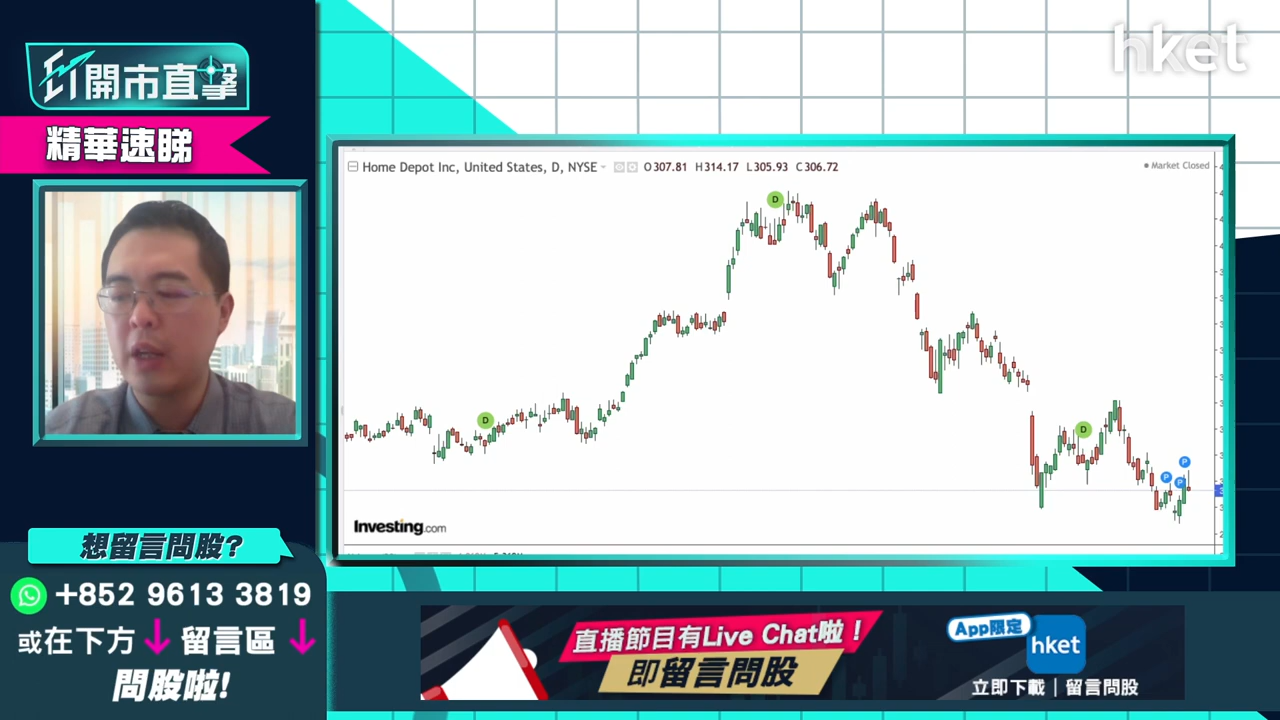 hket
開市直擊
精華速睇
Home Depot Inc, United States, D, NYSE
O307.81 H314.17 L305.93 C306.72
Market Closed
D
D
D
P
P
P
Investing.com
想留言問股?
+852 9613 3819
或在下方 留言區
問股啦!
直播節目有Live Chat啦！
即留言問股
App限定
hket
立即下載｜留言問股